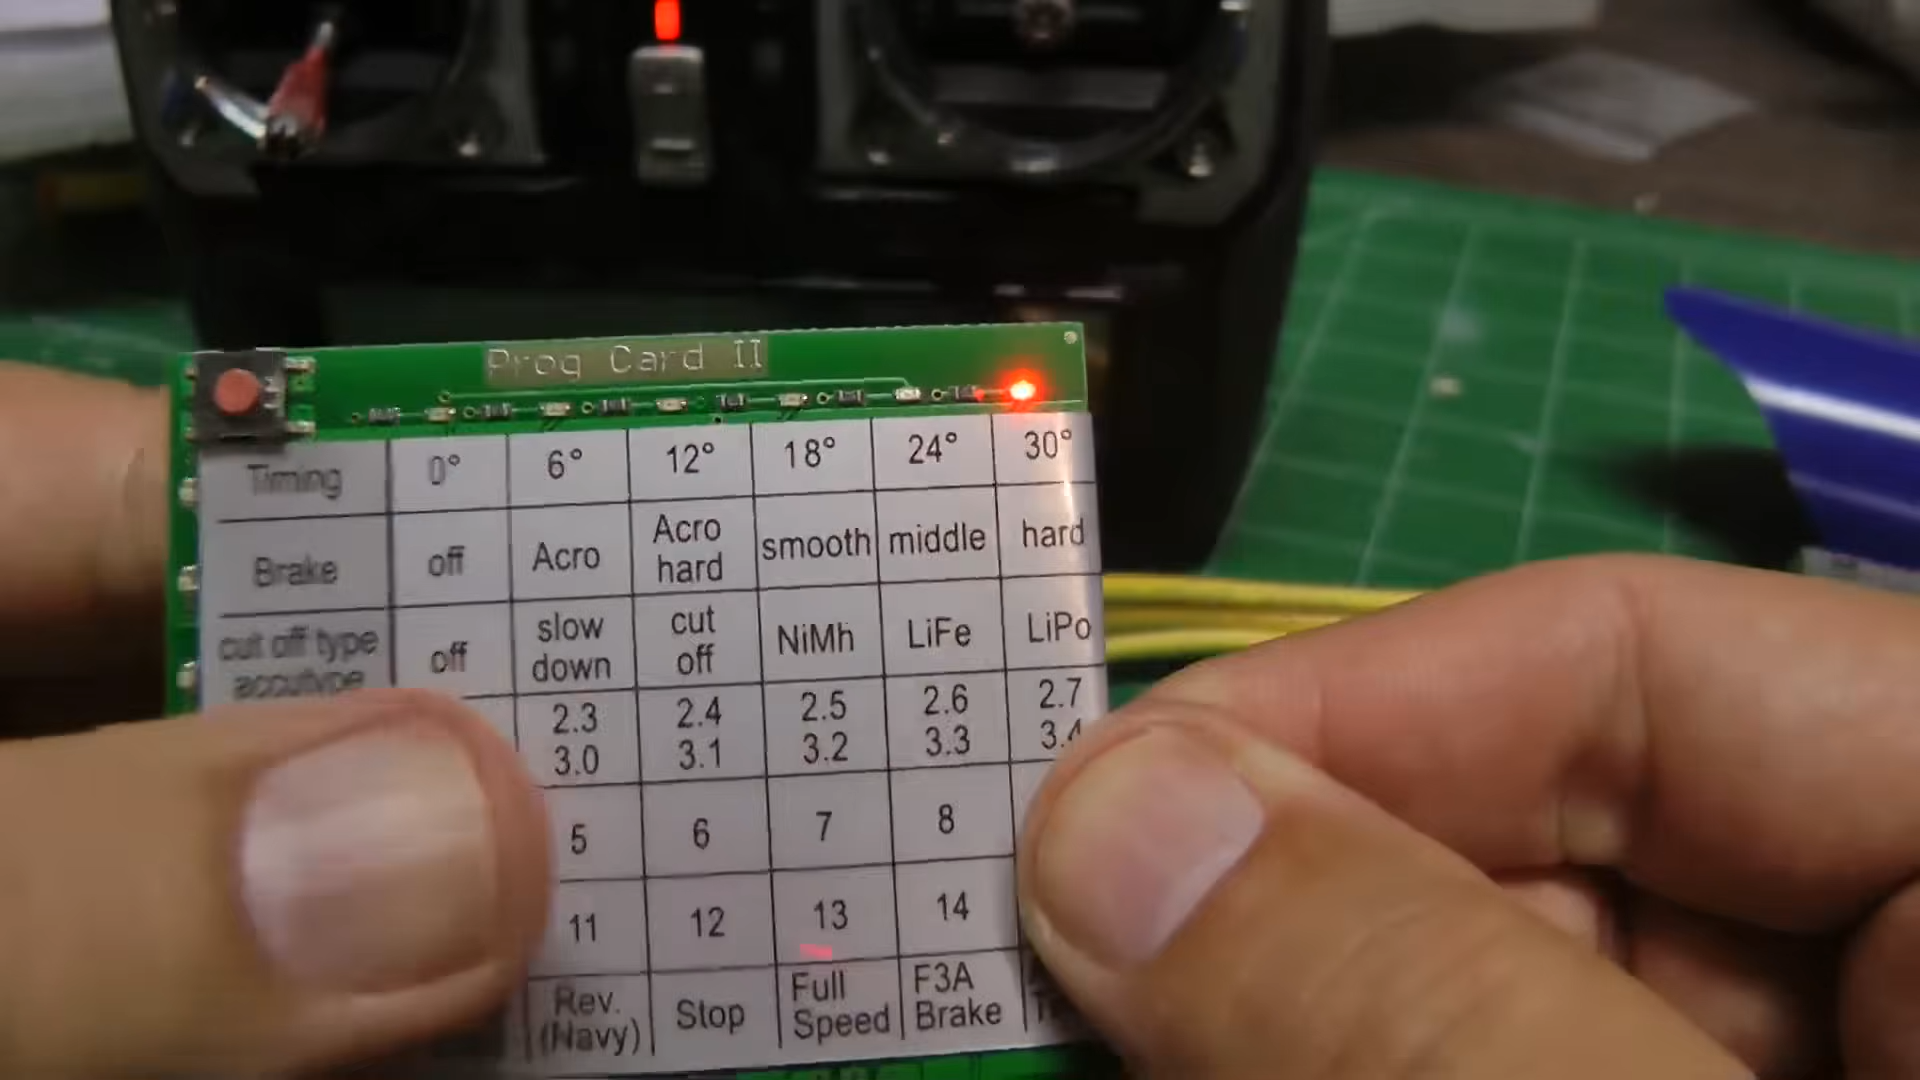 Prog Card II
Timing 0° 6° 12° 18° 24° 30°
Brake off Acro Acro hard smooth middle hard
cut off type accutype off slow down cut off NiMh LiFe LiPo
2.3 2.4 2.5 2.6 2.7
3.0 3.1 3.2 3.3 3.4
5 6 7 8
11 12 13 14
Rev. (Navy) Stop Full Speed F3A Brake